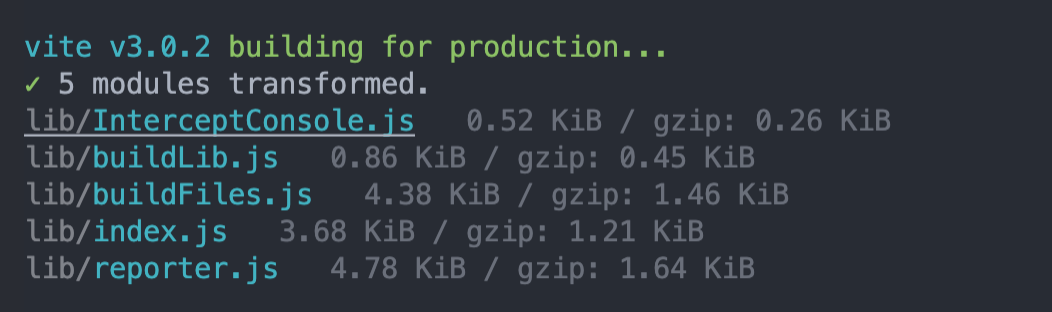 vite v3.0.2 building for production...
✓ 5 modules transformed.
lib/InterceptConsole.js   0.52 KiB / gzip: 0.26 KiB
lib/buildLib.js   0.86 KiB / gzip: 0.45 KiB
lib/buildFiles.js   4.38 KiB / gzip: 1.46 KiB
lib/index.js   3.68 KiB / gzip: 1.21 KiB
lib/reporter.js   4.78 KiB / gzip: 1.64 KiB